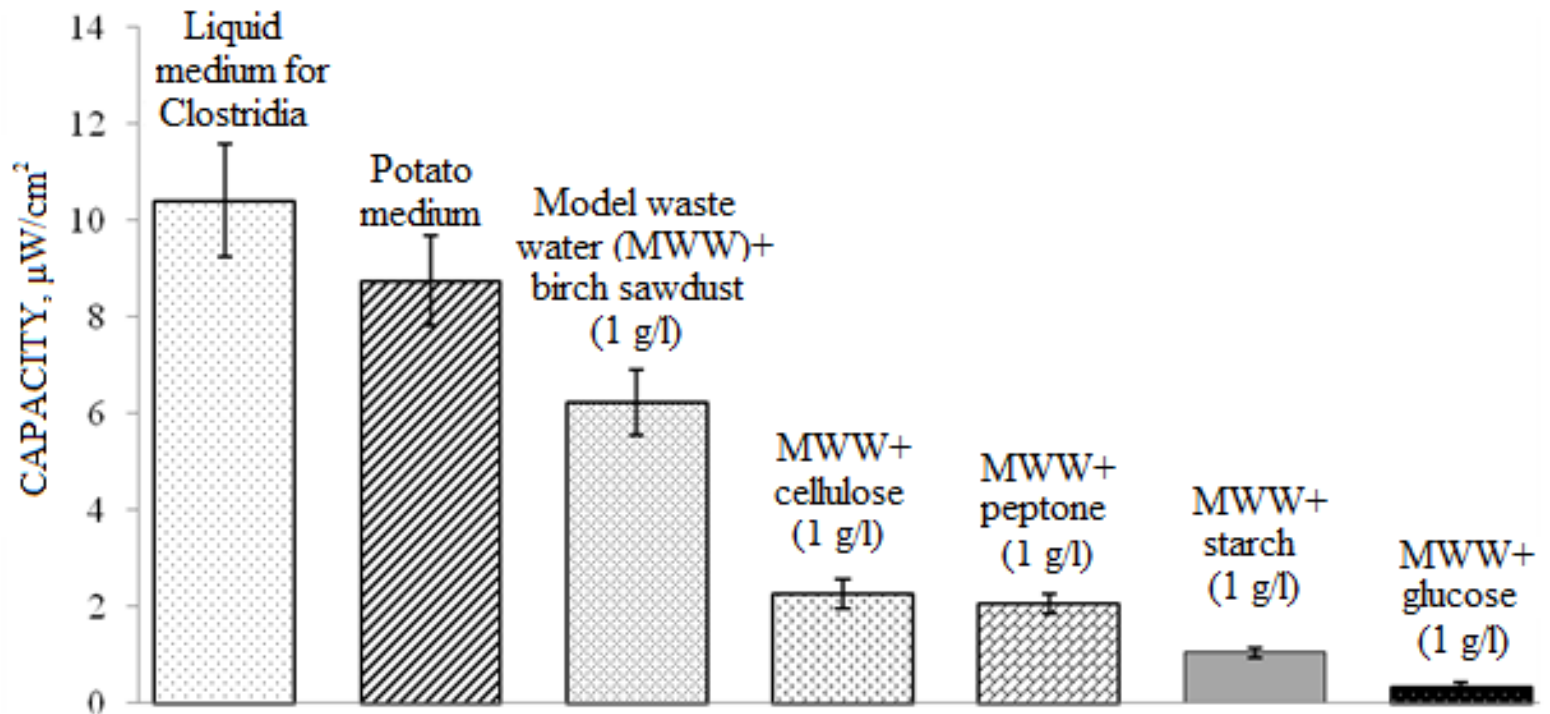 14
12
10
8
6
4
2
0
CAPACITY, μW/cm²
Liquid
medium for
Clostridia
Potato
medium
Model waste
water (MWW)+
birch sawdust
(1 g/l)
MWW+
cellulose
(1 g/l)
MWW+
peptone
(1 g/l)
MWW+
starch
(1 g/l)
MWW+
glucose
(1 g/l)